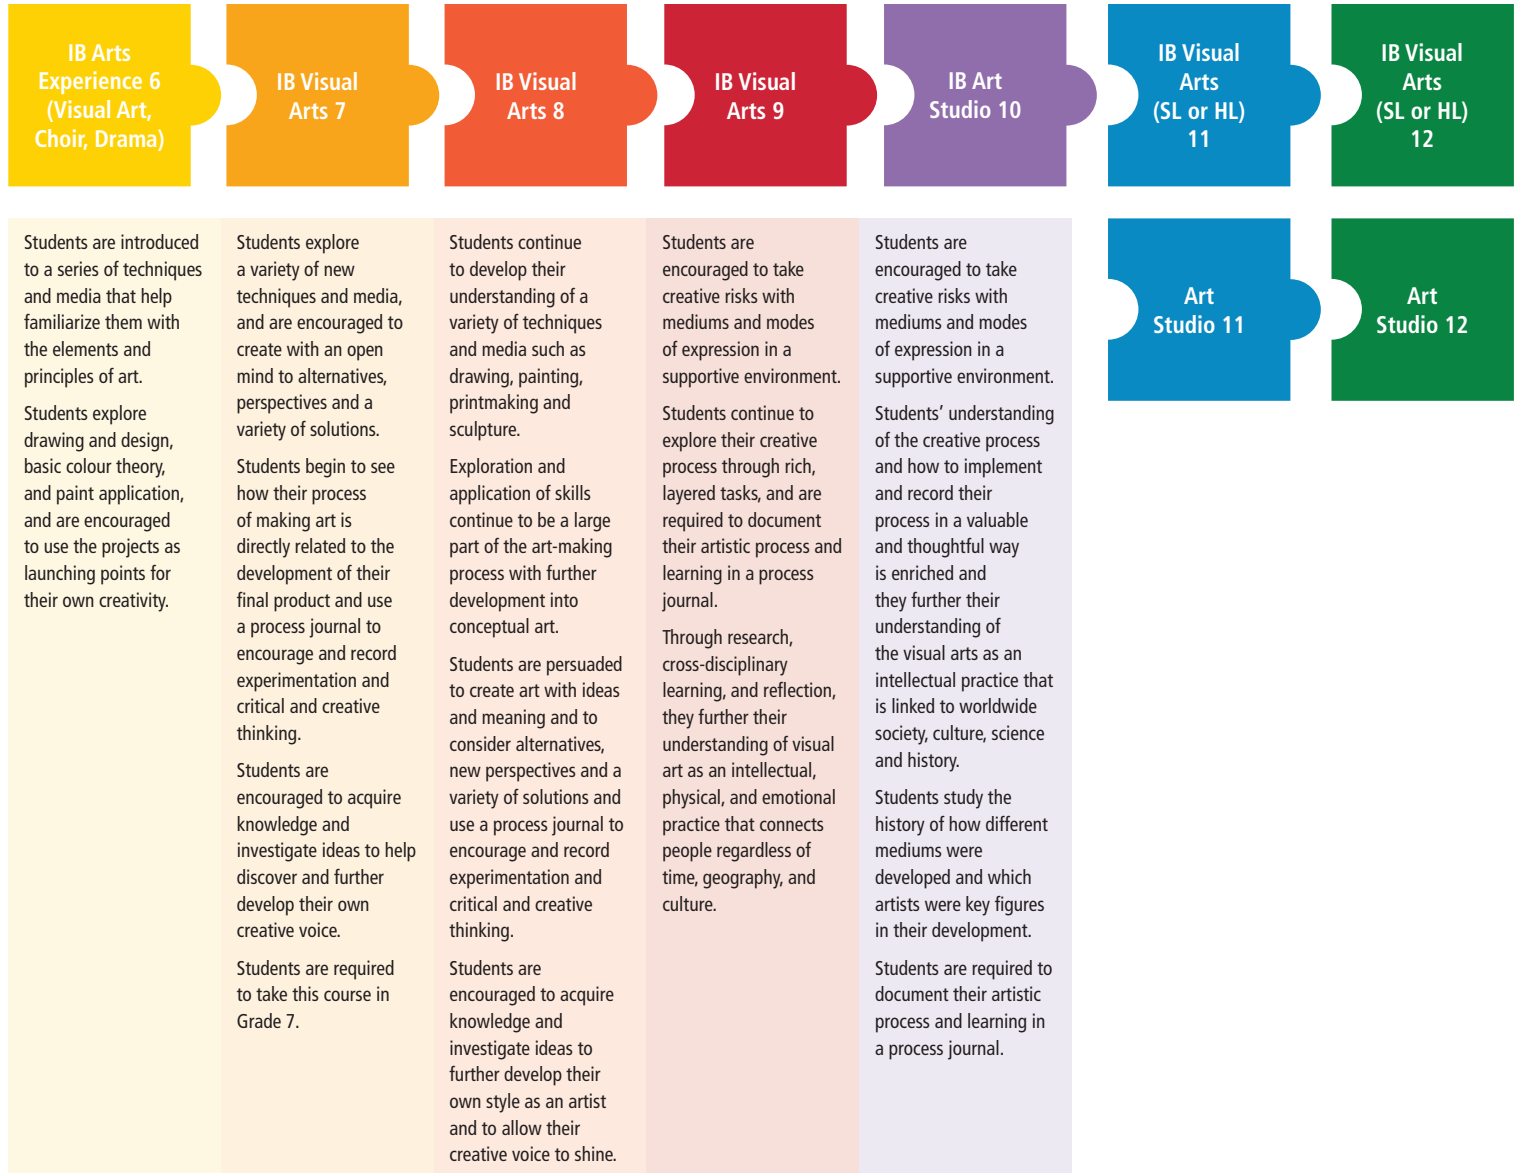 IB Arts
Experience 6
(Visual Art,
Choir, Drama)
IB Visual
Arts 7
IB Visual
Arts 8
IB Visual
Arts 9
IB Art
Studio 10
IB Visual
Arts
(SL or HL)
11
IB Visual
Arts
(SL or HL)
12
Students are introduced
to a series of techniques
and media that help
familiarize them with
the elements and
principles of art.
Students explore
drawing and design,
basic colour theory,
and paint application,
and are encouraged
to use the projects as
launching points for
their own creativity.
Students explore
a variety of new
techniques and media,
and are encouraged to
create with an open
mind to alternatives,
perspectives and a
variety of solutions.
Students begin to see
how their process
of making art is
directly related to the
development of their
final product and use
a process journal to
encourage and record
experimentation and
critical and creative
thinking.
Students are
encouraged to acquire
knowledge and
investigate ideas to help
discover and further
develop their own
creative voice.
Students are required
to take this course in
Grade 7.
Students continue
to develop their
understanding of a
variety of techniques
and media such as
drawing, painting,
printmaking and
sculpture.
Exploration and
application of skills
continue to be a large
part of the art-making
process with further
development into
conceptual art.
Students are persuaded
to create art with ideas
and meaning and to
consider alternatives,
new perspectives and a
variety of solutions and
use a process journal to
encourage and record
experimentation and
critical and creative
thinking.
Students are
encouraged to acquire
knowledge and
investigate ideas to
further develop their
own style as an artist
and to allow their
creative voice to shine.
Students are
encouraged to take
creative risks with
mediums and modes
of expression in a
supportive environment.
Students continue to
explore their creative
process through rich,
layered tasks, and are
required to document
their artistic process and
learning in a process
journal.
Through research,
cross-disciplinary
learning, and reflection,
they further their
understanding of visual
art as an intellectual,
physical, and emotional
practice that connects
people regardless of
time, geography, and
culture.
Students are
encouraged to take
creative risks with
mediums and modes
of expression in a
supportive environment.
Students’ understanding
of the creative process
and how to implement
and record their
process in a valuable
and thoughtful way
is enriched and
they further their
understanding of
the visual arts as an
intellectual practice that
is linked to worldwide
society, culture, science
and history.
Students study the
history of how different
mediums were
developed and which
artists were key figures
in their development.
Students are required to
document their artistic
process and learning in
a process journal.
Art
Studio 11
Art
Studio 12